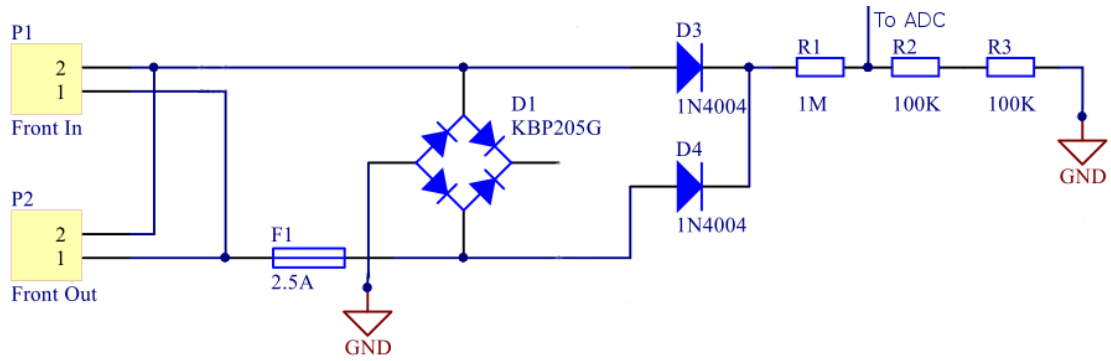 P1
2
1
Front In
P2
2
1
Front Out
F1
2.5A
GND
D1
KBP205G
D3
1N4004
D4
1N4004
To ADC
R1
1M
R2
100K
R3
100K
GND